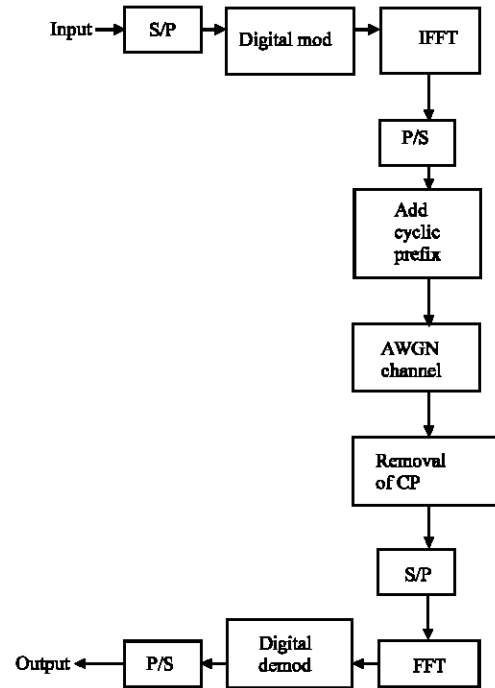 Input
S/P
Digital mod
IFFT
P/S
Add
cyclic
prefix
AWGN
channel
Removal
of CP
S/P
FFT
Digital
demod
P/S
Output